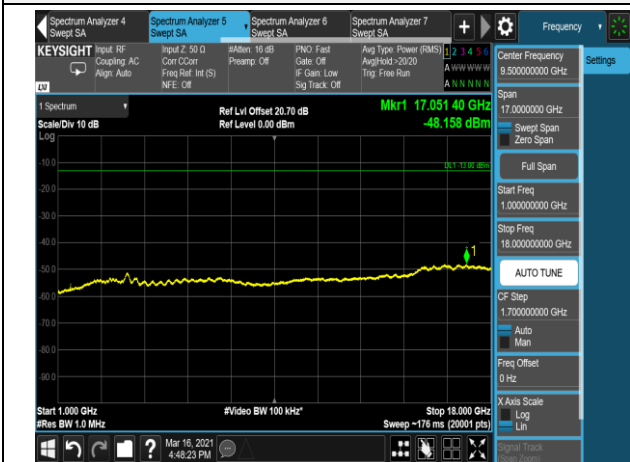 Spectrum Analyzer 4
Swept SA
Spectrum Analyzer 5
Swept SA
Spectrum Analyzer 6
Swept SA
Spectrum Analyzer 7
Swept SA
+
Frequency
KEYSIGHT
Input: RF
Coupling: AC
Align: Auto
Input Z: 50 Ω
Corr CCorr
Freq Ref: Int (S)
NFE: Off
#Atten: 16 dB
Preamp: Off
PNO: Fast
Gate: Off
IF Gain: Low
Sig Track: Off
Avg Type: Power (RMS)
Avg|Hold:>20/20
Trig: Free Run
1 2 3 4 5 6
A W W W W W
A N N N N N
LXI
1 Spectrum
Scale/Div 10 dB
Log
Ref Lvl Offset 20.70 dB
Ref Level 0.00 dBm
Mkr1 17.051 40 GHz
-48.158 dBm
DL1 -13.00 dBm
-10.0
-20.0
-30.0
-40.0
-50.0
-60.0
-70.0
-80.0
-90.0
1
Start 1.000 GHz
#Res BW 1.0 MHz
#Video BW 100 kHz*
Stop 18.000 GHz
Sweep ~176 ms (20001 pts)
Mar 16, 2021
4:48:23 PM
Center Frequency
9.500000000 GHz
Settings
Span
17.0000000 GHz
Swept Span
Zero Span
Full Span
Start Freq
1.000000000 GHz
Stop Freq
18.000000000 GHz
AUTO TUNE
CF Step
1.700000000 GHz
Auto
Man
Freq Offset
0 Hz
X Axis Scale
Log
Lin
Signal Track
(Span Zoom)